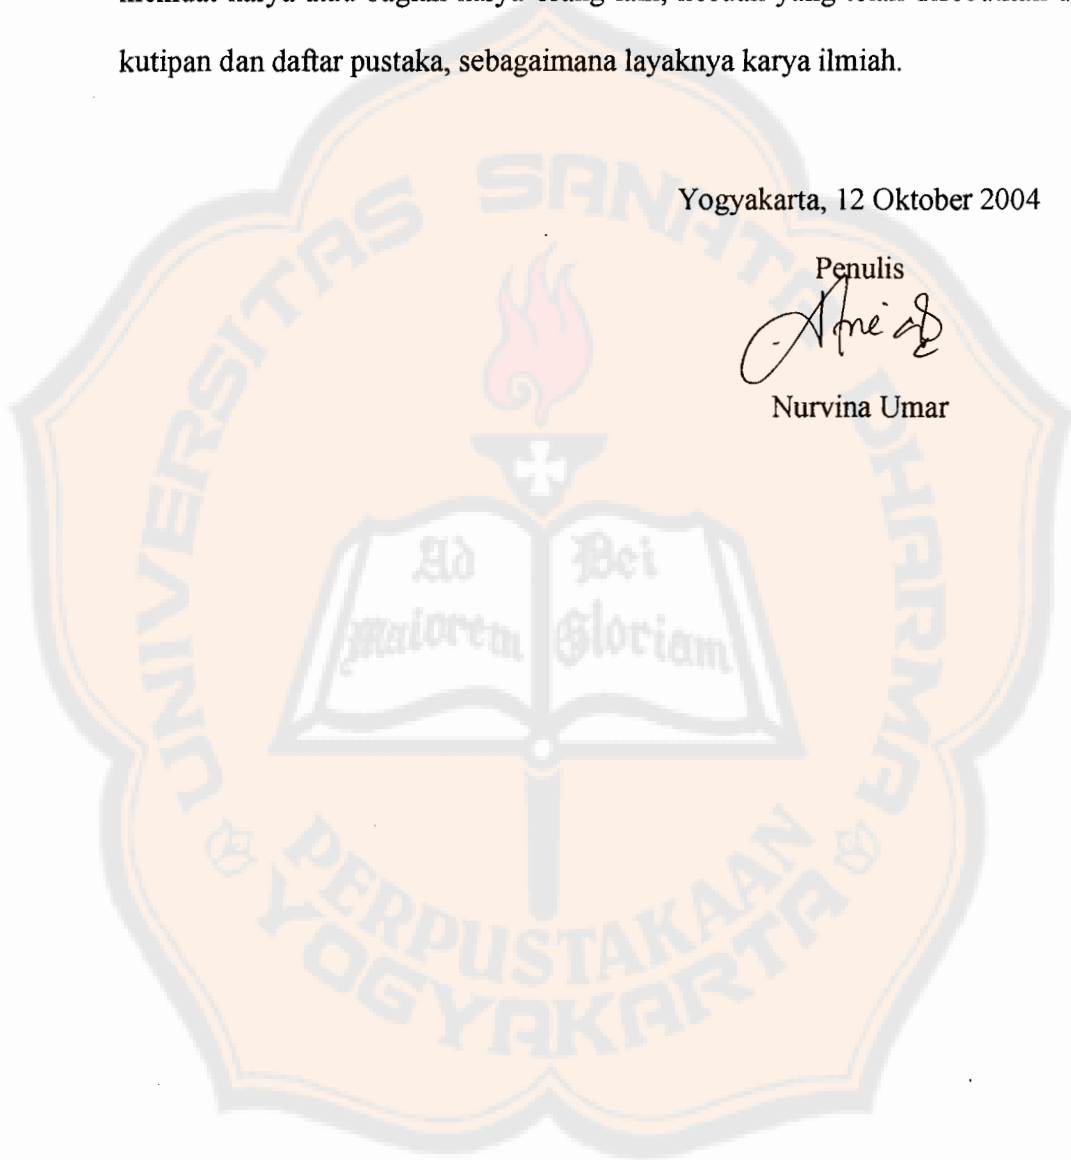 kutipan dan daftar pustaka, sebagaimana layaknya karya ilmiah.
Yogyakarta, 12 Oktober 2004
Penulis
Nurvina Umar
UNIVERSITAS SANATA DHARMA
Ad Dei
Maiorem Gloriam
PERPUSTAKAAN
YOGYAKARTA